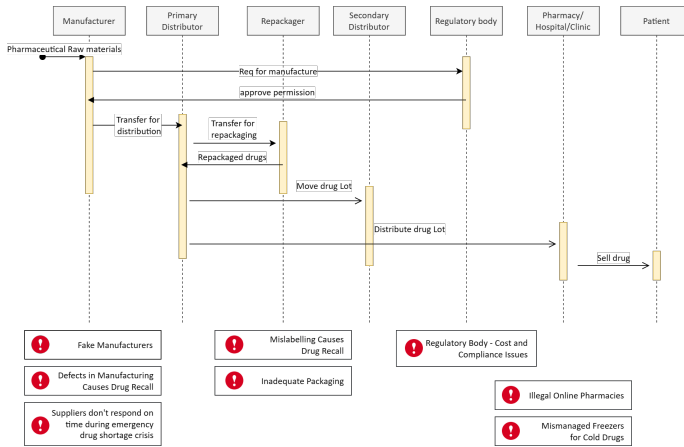 Manufacturer
Primary
Distributor
Repackager
Secondary
Distributor
Regulatory body
Pharmacy/
Hospital/Clinic
Patient
Pharmaceutical Raw materials
Req for manufacture
approve permission
Transfer for
distribution
Transfer for
repackaging
Repackaged drugs
Move drug Lot
Distribute drug Lot
Sell drug
Fake Manufacturers
Mislabelling Causes
Drug Recall
Regulatory Body - Cost and
Compliance Issues
Defects in Manufacturing
Causes Drug Recall
Inadequate Packaging
Illegal Online Pharmacies
Suppliers don't respond on
time during emergency
drug shortage crisis
Mismanaged Freezers
for Cold Drugs